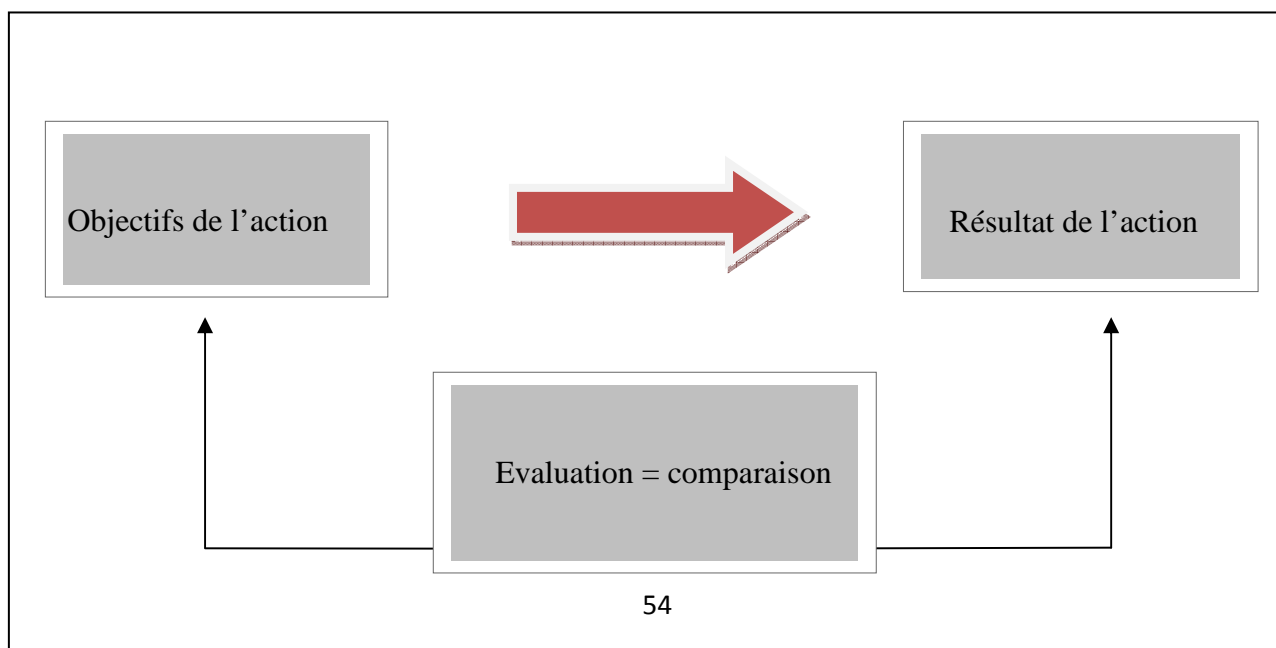 Objectifs de l’action
Résultat de l’action
Evaluation = comparaison
54